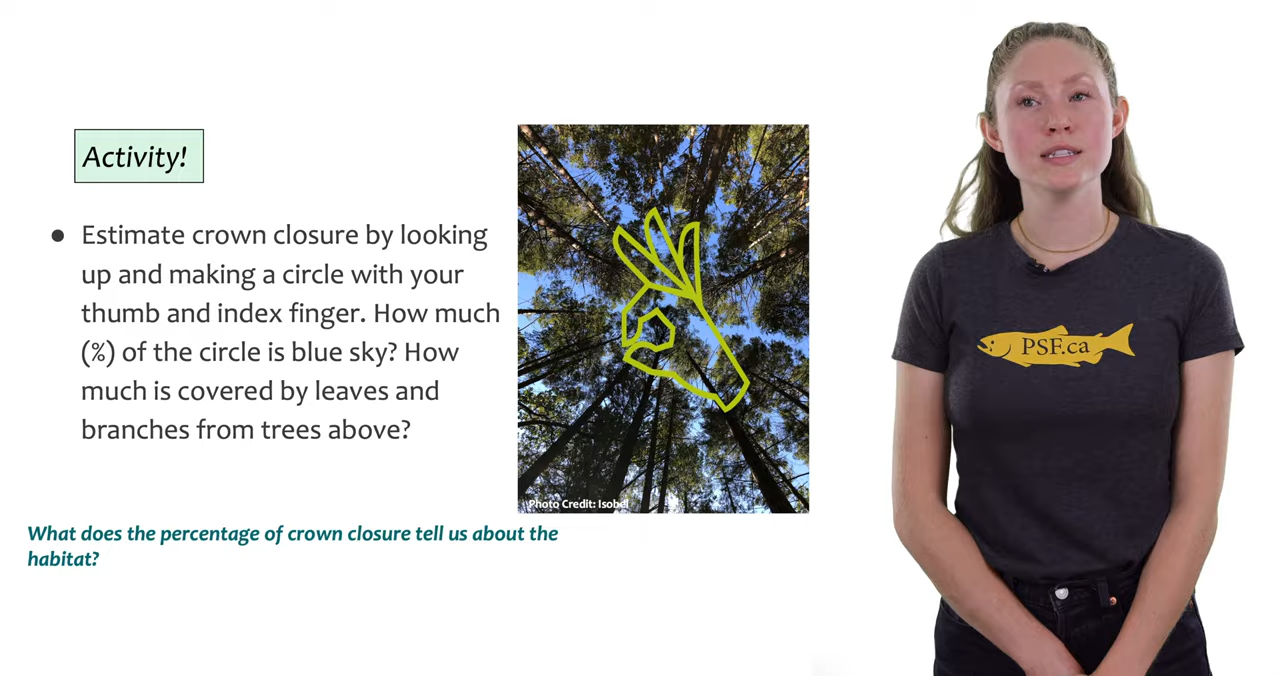 Activity!
● Estimate crown closure by looking
up and making a circle with your
thumb and index finger. How much
(%) of the circle is blue sky? How
much is covered by leaves and
branches from trees above?
Photo Credit: Isobel
What does the percentage of crown closure tell us about the
habitat?
PSF.ca